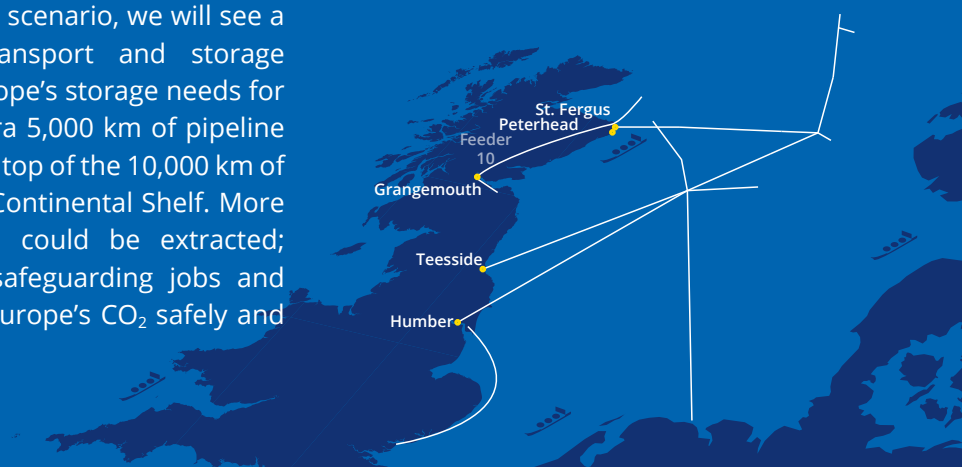 scenario, we will see a
ansport and storage
ope's storage needs for
ra 5,000 km of pipeline
top of the 10,000 km of
Continental Shelf. More
could be extracted;
safeguarding jobs and
urope's CO₂ safely and
St. Fergus
Peterhead
Feeder
10
Grangemouth
Teesside
Humber